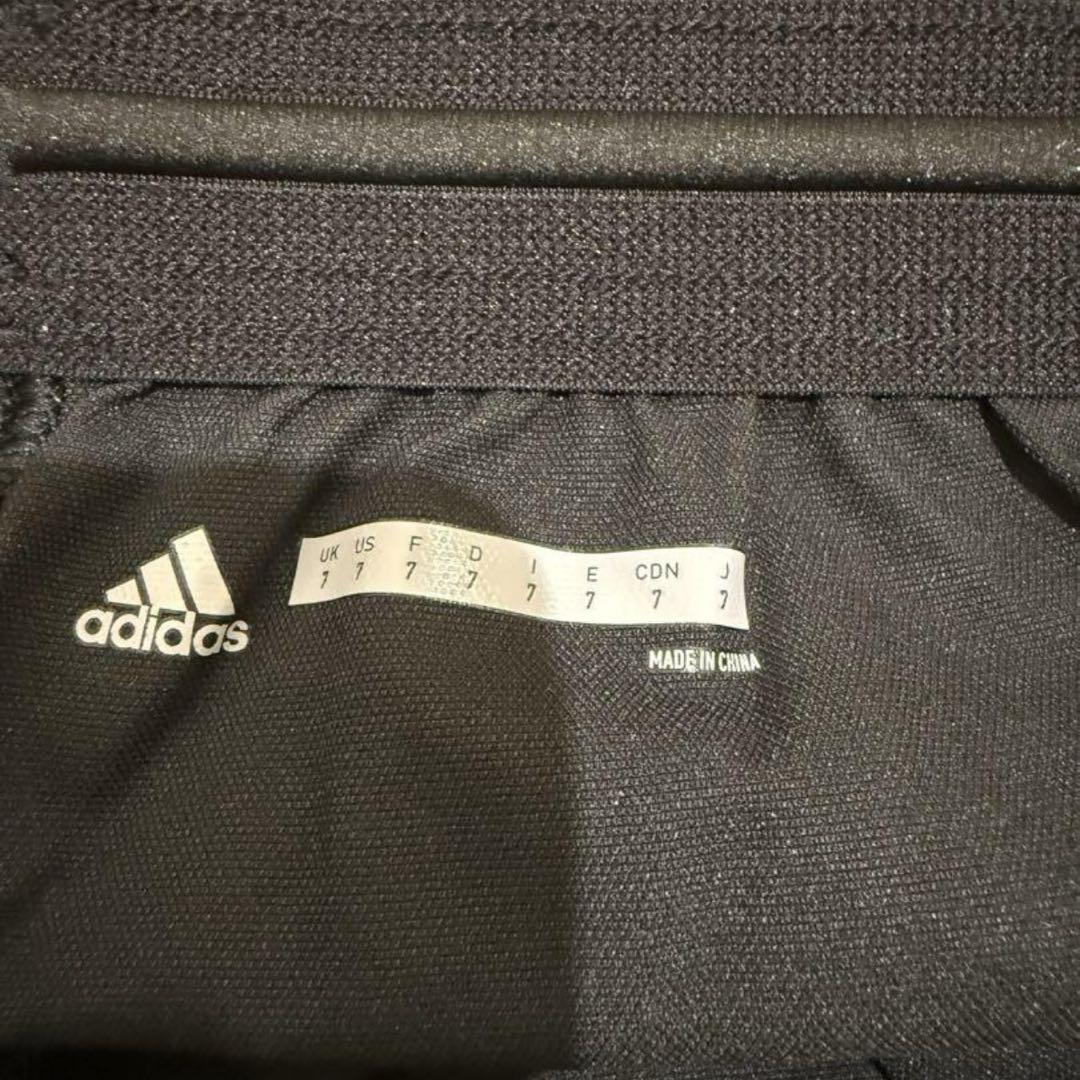 adidas
UK US F D I E CDN J
7 7 7 7 7 7 7 7
MADE IN CHINA